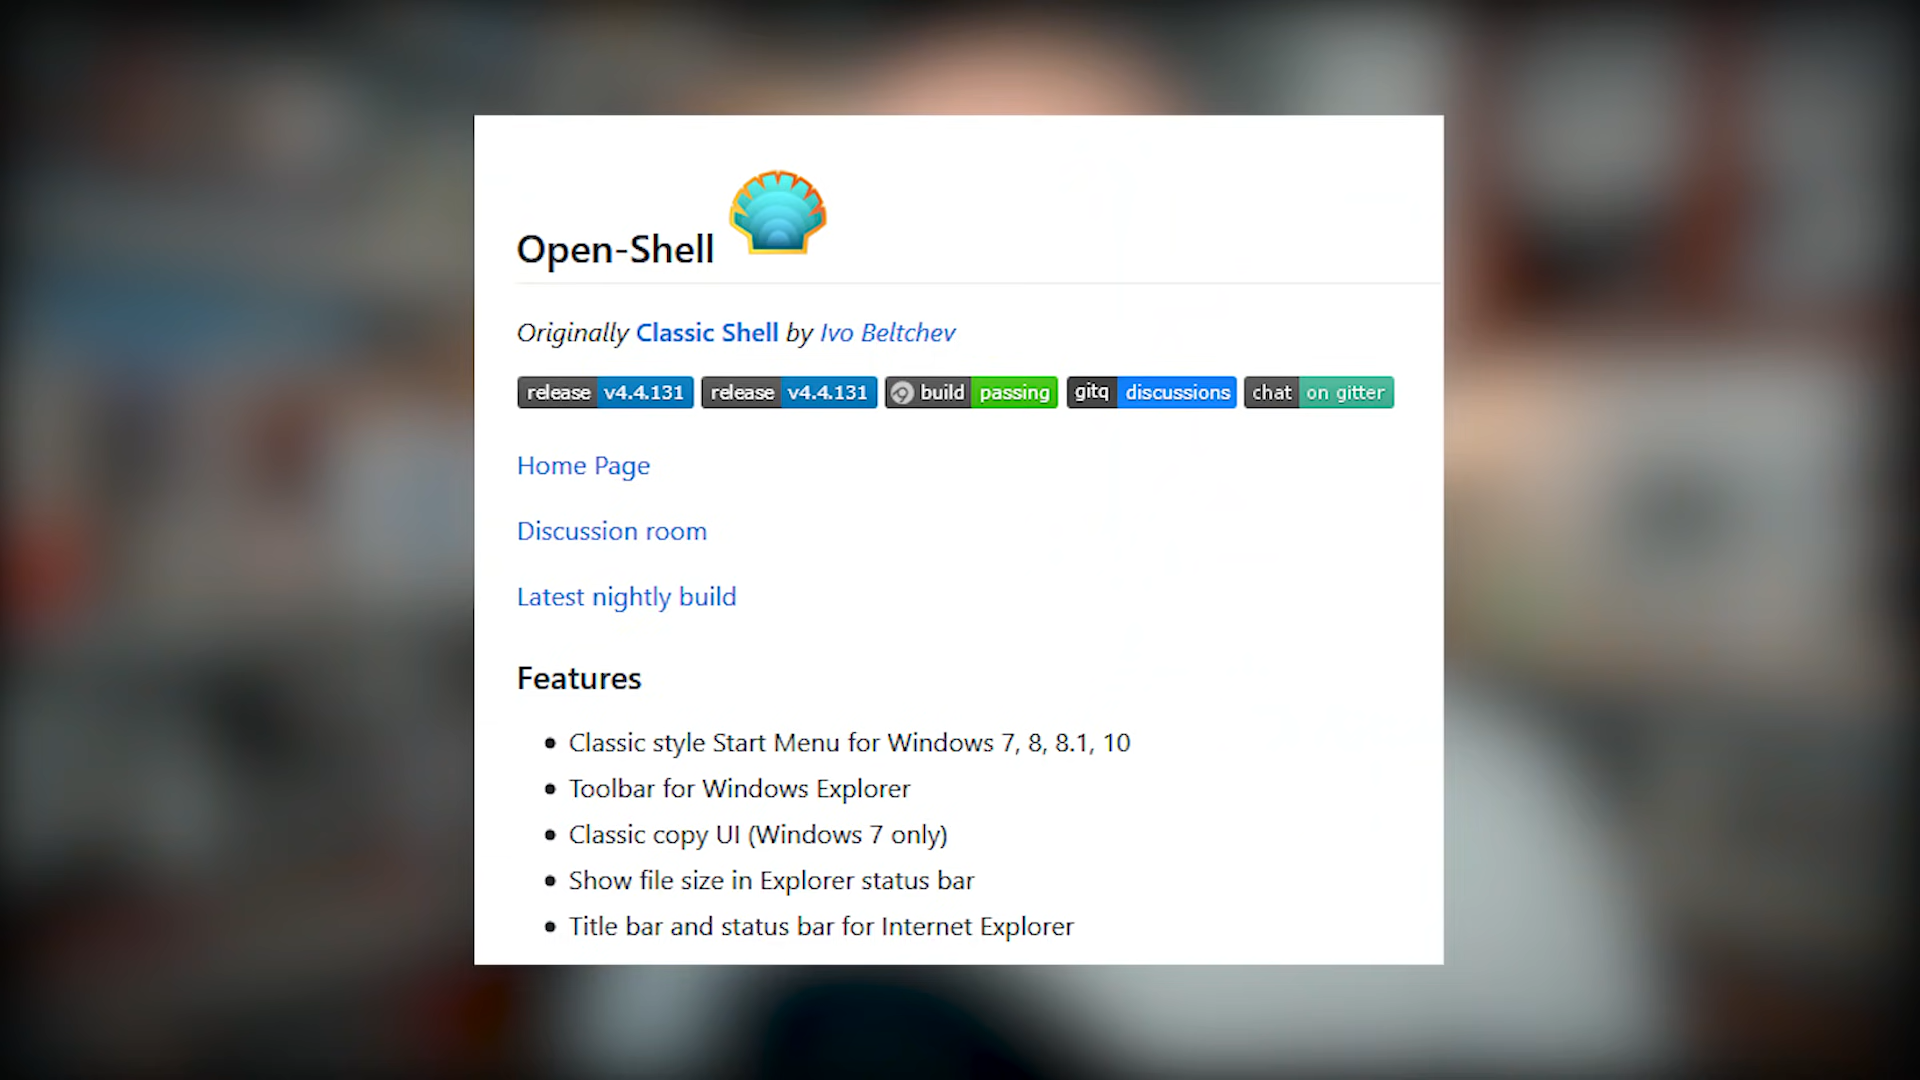 Open-Shell
Originally Classic Shell by Ivo Beltchev
release v4.4.131 release v4.4.131 build passing gitq discussions chat on gitter
Home Page
Discussion room
Latest nightly build
Features
• Classic style Start Menu for Windows 7, 8, 8.1, 10
• Toolbar for Windows Explorer
• Classic copy UI (Windows 7 only)
• Show file size in Explorer status bar
• Title bar and status bar for Internet Explorer